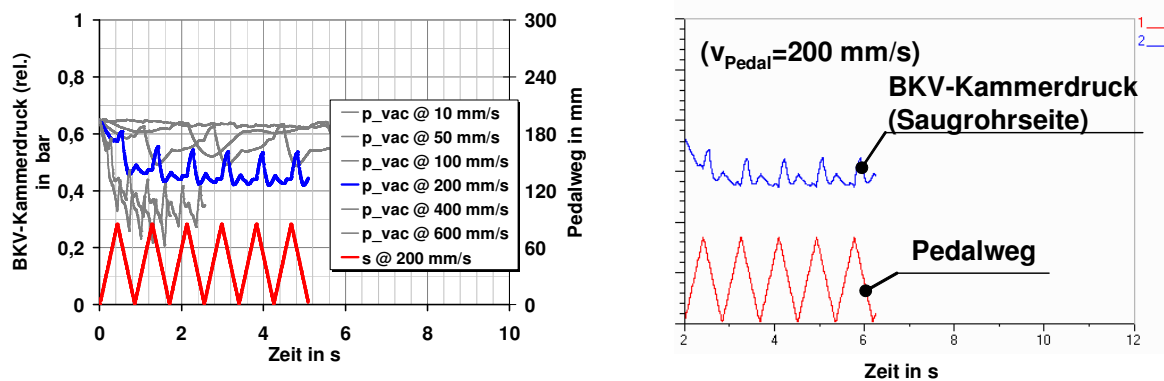 BKV-Kammerdruck (rel.)
in bar
1
0,8
0,6
0,4
0,2
0
300
240
180
120
60
0
Pedalweg in mm
p_vac @ 10 mm/s
p_vac @ 50 mm/s
p_vac @ 100 mm/s
p_vac @ 200 mm/s
p_vac @ 400 mm/s
p_vac @ 600 mm/s
s @ 200 mm/s
0 2 4 6 8 10
Zeit in s
1
2
(vPedal=200 mm/s)
BKV-Kammerdruck
(Saugrohrseite)
Pedalweg
2 4 6 8 10 12
Zeit in s